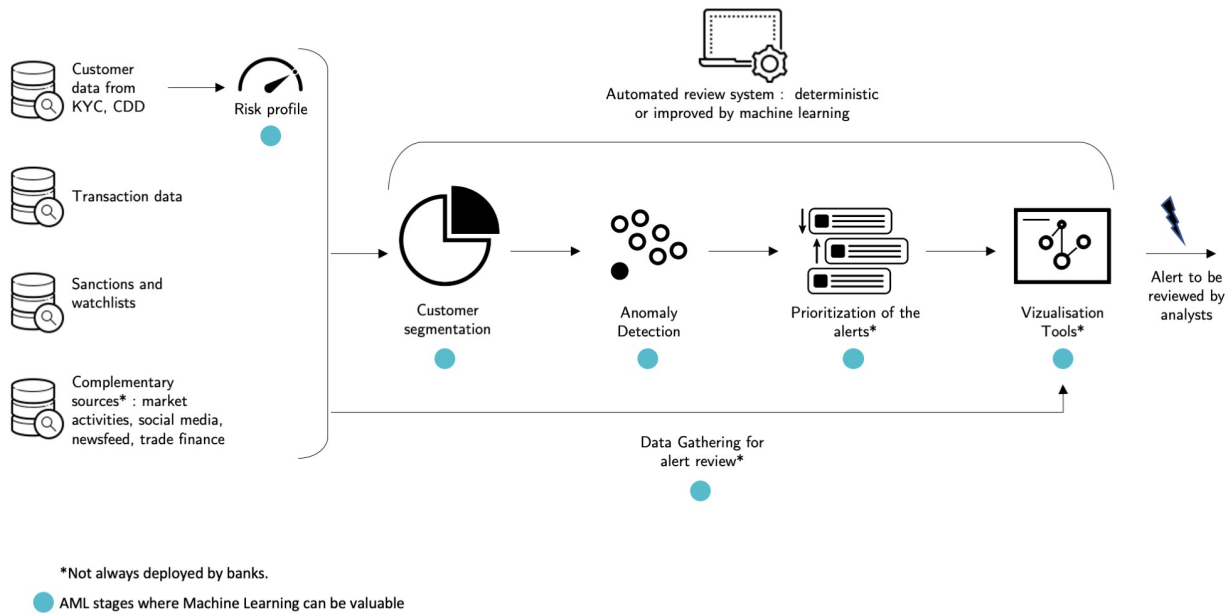 Customer
data from
KYC, CDD
Risk profile
Transaction data
Sanctions and
watchlists
Complementary
sources* : market
activities, social media,
newsfeed, trade finance
Automated review system : deterministic
or improved by machine learning
Customer
segmentation
Anomaly
Detection
Prioritization of the
alerts*
Vizualisation
Tools*
Alert to be
reviewed by
analysts
Data Gathering for
alert review*
*Not always deployed by banks.
AML stages where Machine Learning can be valuable